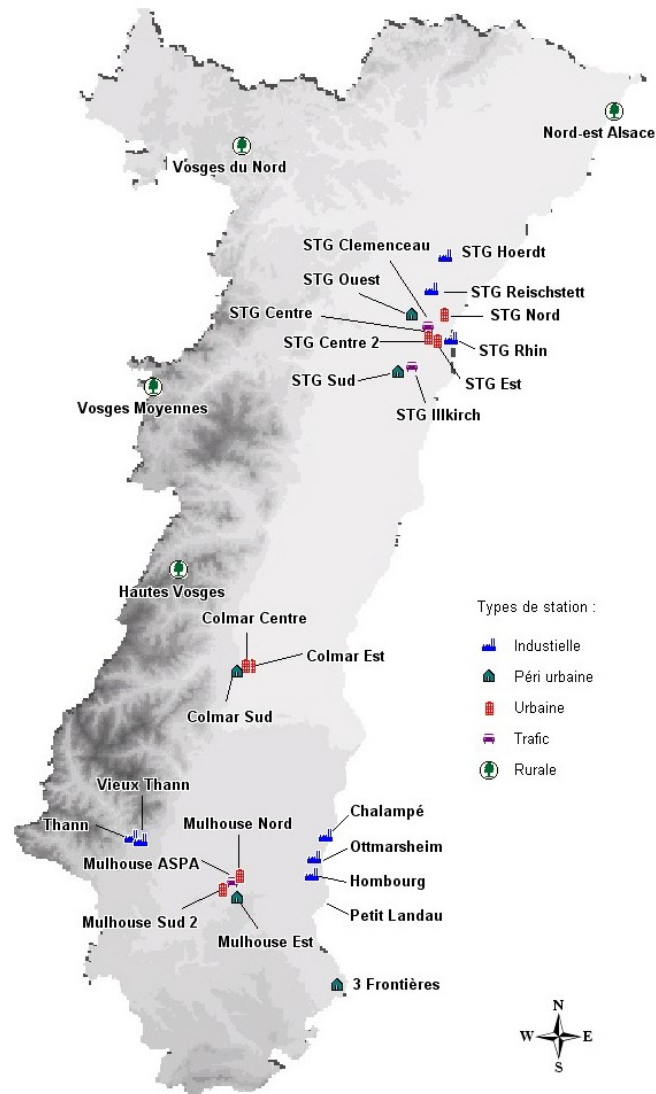 Nord-est Alsace
Vosges du Nord
STG Clemenceau
STG Hoerdt
STG Ouest
STG Reischstett
STG Centre
STG Nord
STG Centre 2
STG Rhin
STG Sud
STG Est
Vosges Moyennes
STG Illkirch
Hautes Vosges
Types de station :
Colmar Centre
Industielle
Colmar Est
Péri urbaine
Colmar Sud
Urbaine
Trafic
Rurale
Vieux Thann
Chalampé
Thann
Mulhouse Nord
Ottmarsheim
Mulhouse ASPA
Hombourg
Petit Landau
Mulhouse Sud 2
Mulhouse Est
3 Frontières
N
W
E
S